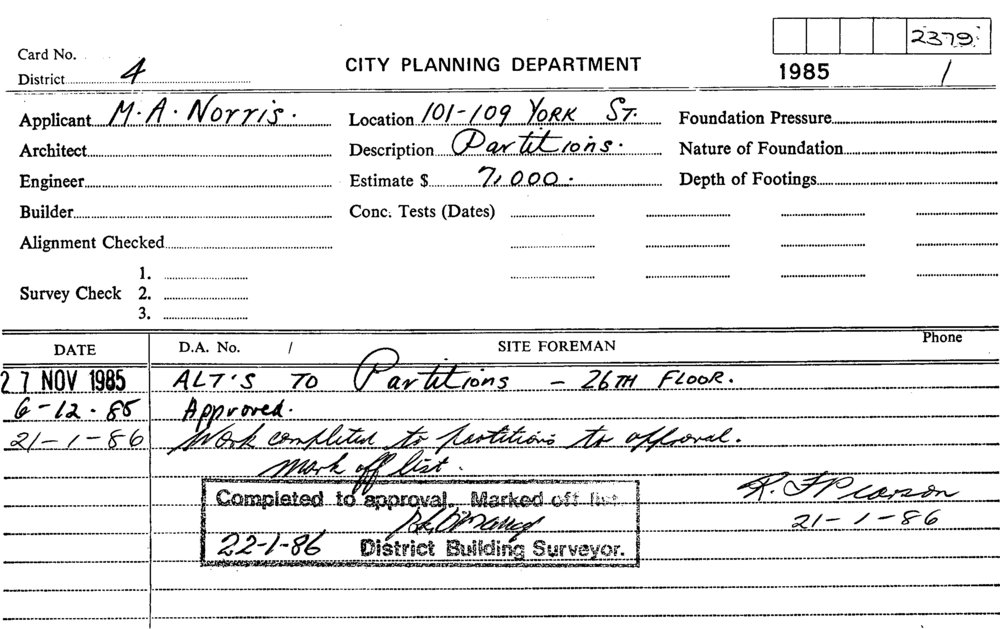 2379
Card No.
District 4
CITY PLANNING DEPARTMENT
1985 /
Applicant M.A. Norris.
Location 101-109 YORK ST.
Foundation Pressure
Architect
Description Partitions.
Nature of Foundation
Engineer
Estimate $ 7,000.
Depth of Footings
Builder
Conc. Tests (Dates)
Alignment Checked
1.
Survey Check 2.
3.
DATE D.A. No. / SITE FOREMAN Phone
27 NOV 1985 ALT'S TO Partitions - 26TH FLOOR.
6-12.85 Approved.
21-1-86 Work completed to partitions to approval.
mark off list.
Completed to approval. Marked off list
R. F Pearson
21-1-86
22-1-86 District Building Surveyor.